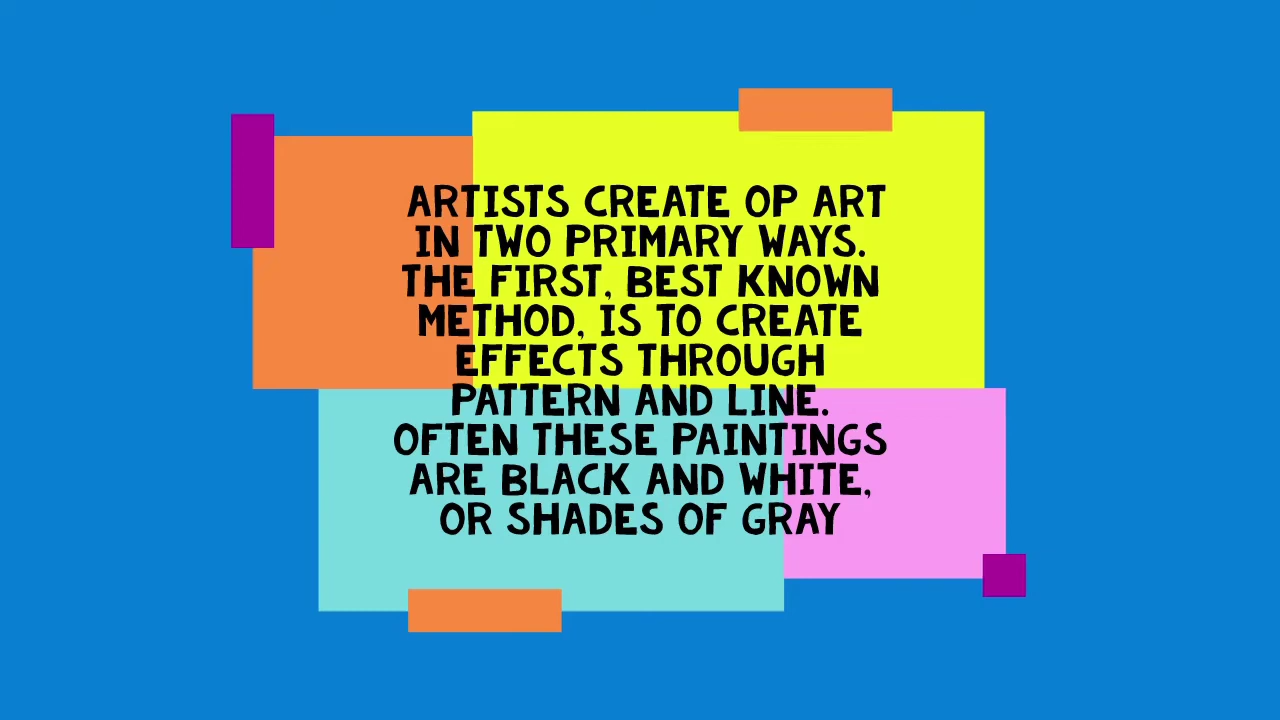 ARTISTS CREATE OP ART
IN TWO PRIMARY WAYS.
THE FIRST, BEST KNOWN
METHOD, IS TO CREATE
EFFECTS THROUGH
PATTERN AND LINE.
OFTEN THESE PAINTINGS
ARE BLACK AND WHITE,
OR SHADES OF GRAY